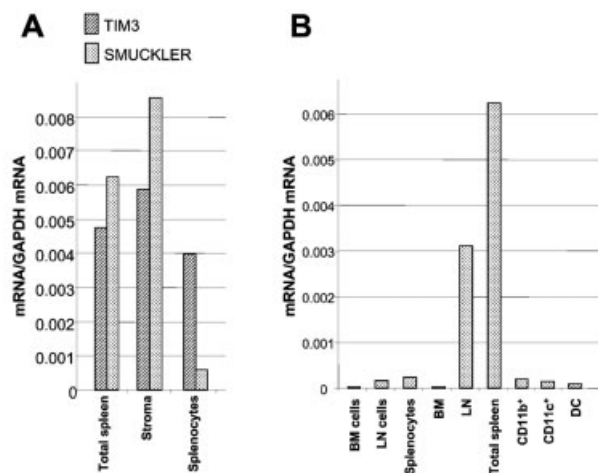 A
TIM3
SMUCKLER
mRNA/GAPDH mRNA
0.008
0.007
0.006
0.005
0.004
0.003
0.002
0.001
0
Total spleen
Stroma
Splenocytes
B
mRNA/GAPDH mRNA
0.006
0.006
0.004
0.003
0.002
0.001
0
BM cells
LN cells
Splenocytes
BM
LN
Total spleen
CD11b⁺
CD11c⁺
DC